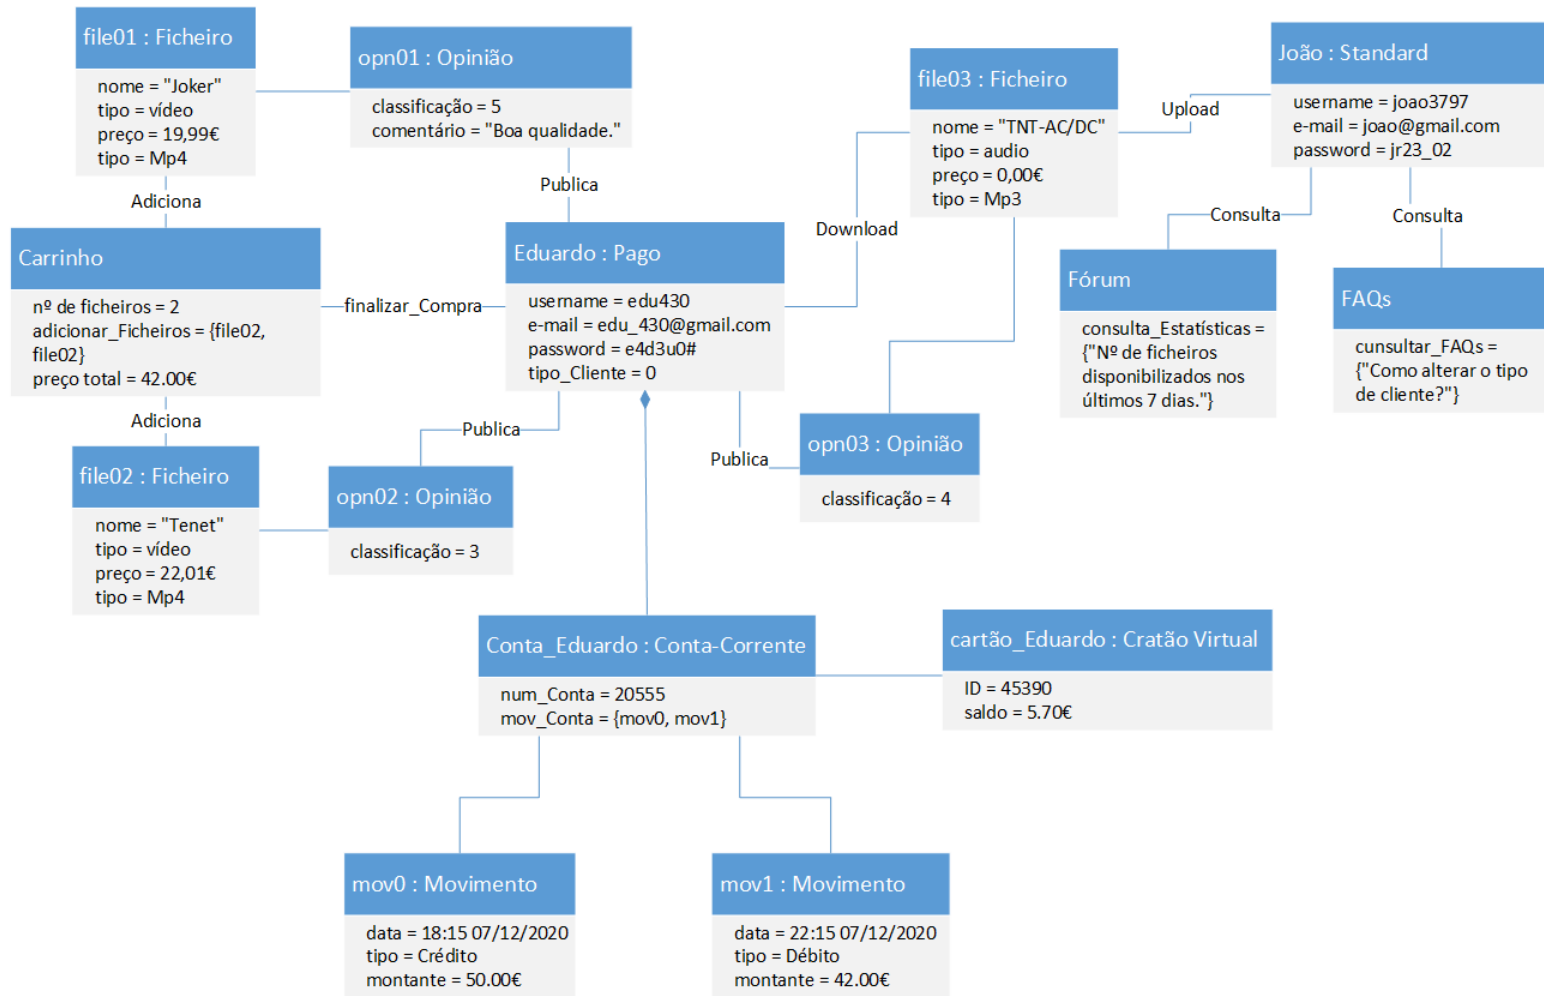 file01 : Ficheiro
nome = "Joker"
tipo = vídeo
preço = 19,99€
tipo = Mp4
opn01 : Opinião
classificação = 5
comentário = "Boa qualidade."
file03 : Ficheiro
nome = "TNT-AC/DC"
tipo = audio
preço = 0,00€
tipo = Mp3
Upload
João : Standard
username = joao3797
e-mail = joao@gmail.com
password = jr23_02
Adiciona
Publica
Download
Consulta
Consulta
Carrinho
nº de ficheiros = 2
adicionar_Ficheiros = {file02,
file02}
preço total = 42.00€
finalizar_Compra
Eduardo : Pago
username = edu430
e-mail = edu_430@gmail.com
password = e4d3u0#
tipo_Cliente = 0
Fórum
consulta_Estatísticas =
{"Nº de ficheiros
disponibilizados nos
últimos 7 dias."}
FAQs
cunsultar_FAQs =
{"Como alterar o tipo
de cliente?"}
Adiciona
Publica
Publica
file02 : Ficheiro
nome = "Tenet"
tipo = vídeo
preço = 22,01€
tipo = Mp4
opn02 : Opinião
classificação = 3
opn03 : Opinião
classificação = 4
Conta_Eduardo : Conta-Corrente
num_Conta = 20555
mov_Conta = {mov0, mov1}
cartão_Eduardo : Cratão Virtual
ID = 45390
saldo = 5.70€
mov0 : Movimento
data = 18:15 07/12/2020
tipo = Crédito
montante = 50.00€
mov1 : Movimento
data = 22:15 07/12/2020
tipo = Débito
montante = 42.00€